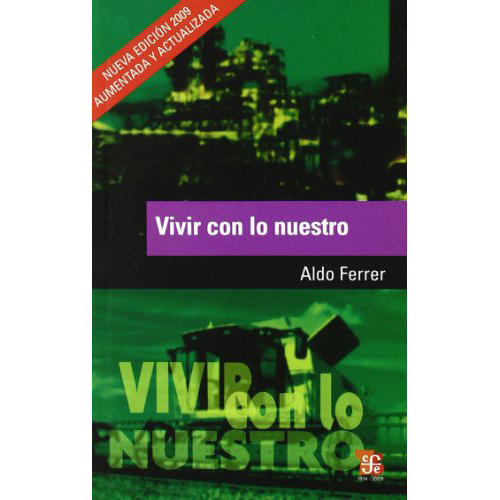 NUEVA EDICIÓN 2009
AUMENTADA Y ACTUALIZADA
Vivir con lo nuestro
Aldo Ferrer
VIVIR
con lo
NUESTRO
fce
1934 - 2009